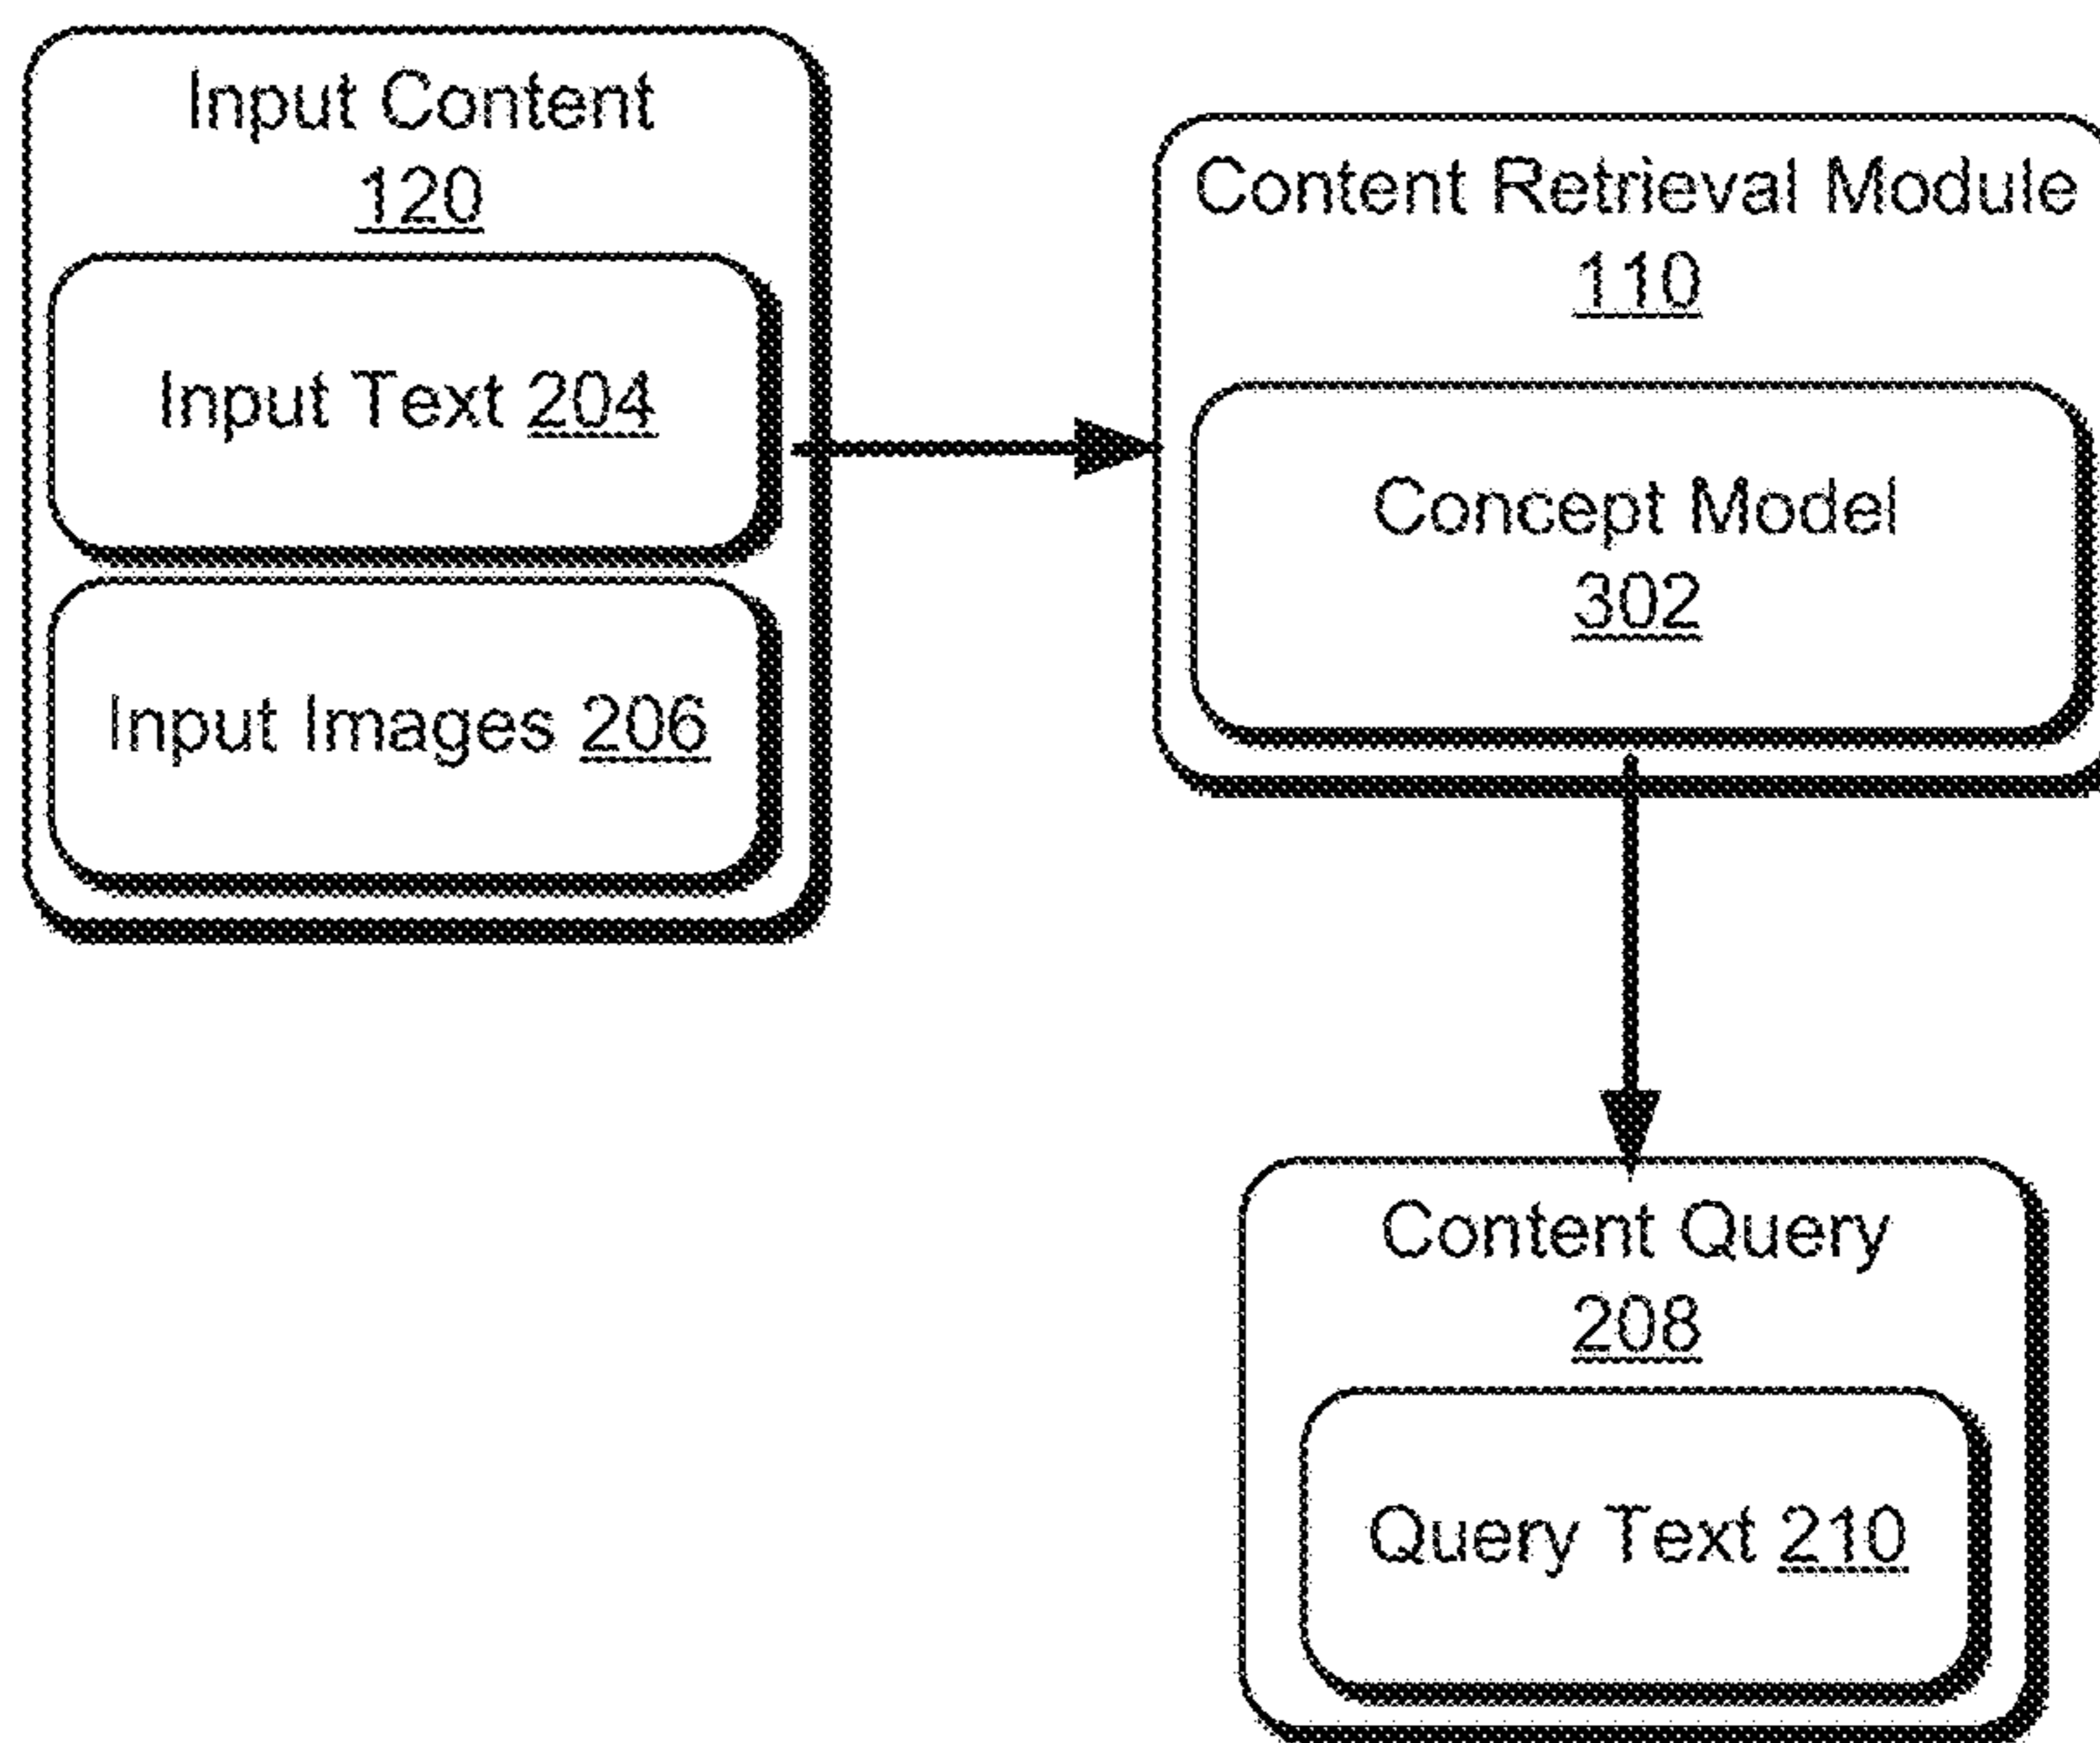 Input Content
120
Input Text 204
Input Images 206
Content Retrieval Module
110
Concept Model
302
Content Query
208
Query Text 210